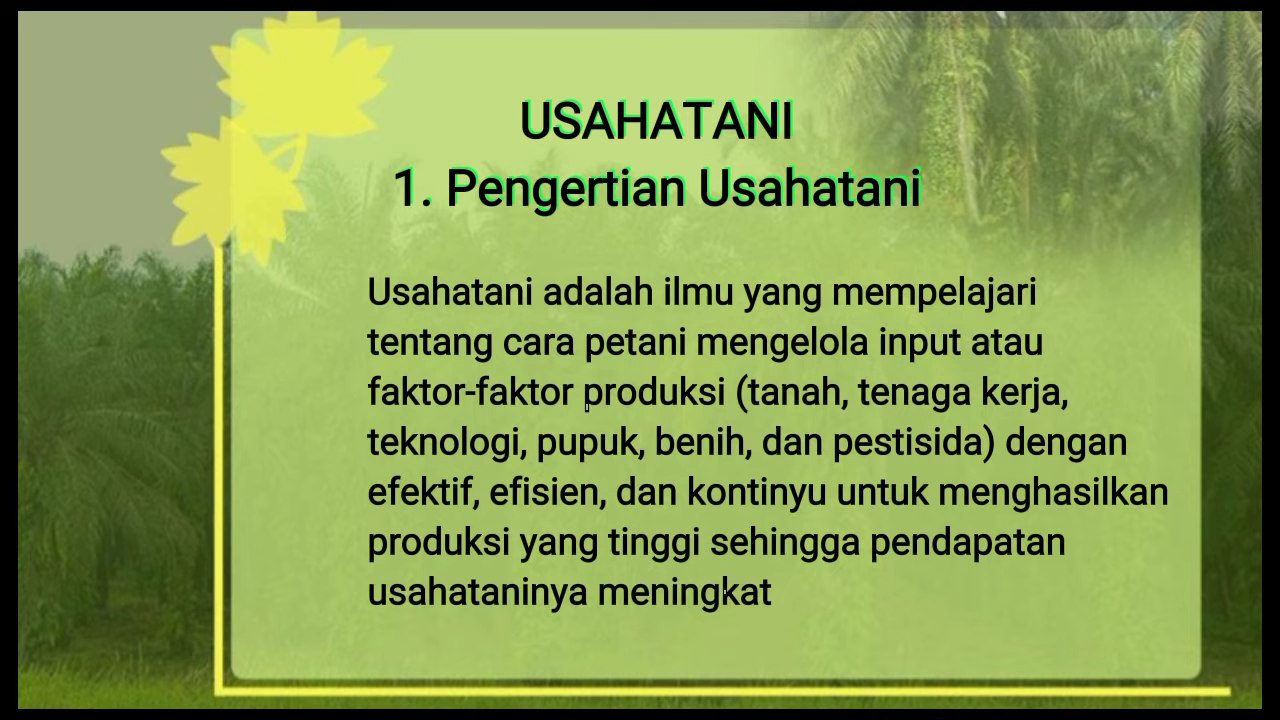 USAHATANI
1. Pengertian Usahatani
Usahatani adalah ilmu yang mempelajari
tentang cara petani mengelola input atau
faktor-faktor produksi (tanah, tenaga kerja,
teknologi, pupuk, benih, dan pestisida) dengan
efektif, efisien, dan kontinyu untuk menghasilkan
produksi yang tinggi sehingga pendapatan
usahataninya meningkat